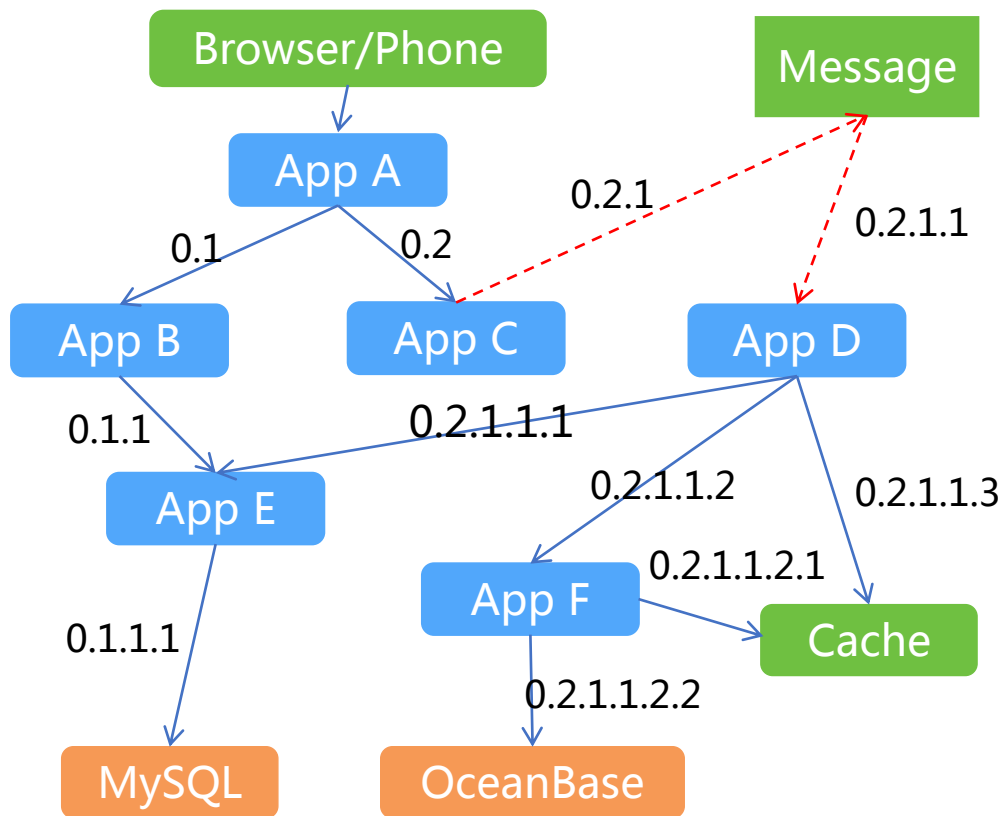 Browser/Phone
Message
App A
0.2.1
0.1
0.2
0.2.1.1
App B
App C
App D
0.1.1
0.2.1.1.1
App E
0.2.1.1.2
0.2.1.1.3
0.2.1.1.2.1
App F
0.1.1.1
Cache
0.2.1.1.2.2
MySQL
OceanBase